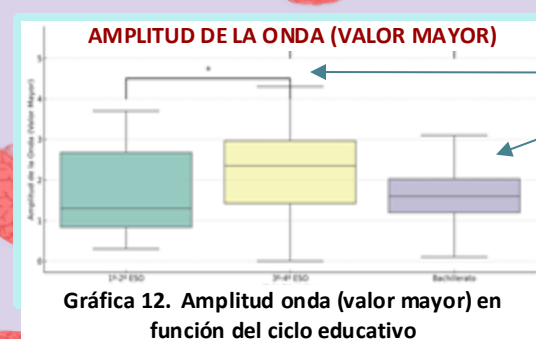 AMPLITUD DE LA ONDA (VALOR MAYOR)
Amplitud de la Onda (Valor Mayor)
5
4
3
2
1
0
*
1º-2º ESO
3º-4º ESO
Bachillerato
Gráfica 12. Amplitud onda (valor mayor) en
función del ciclo educativo